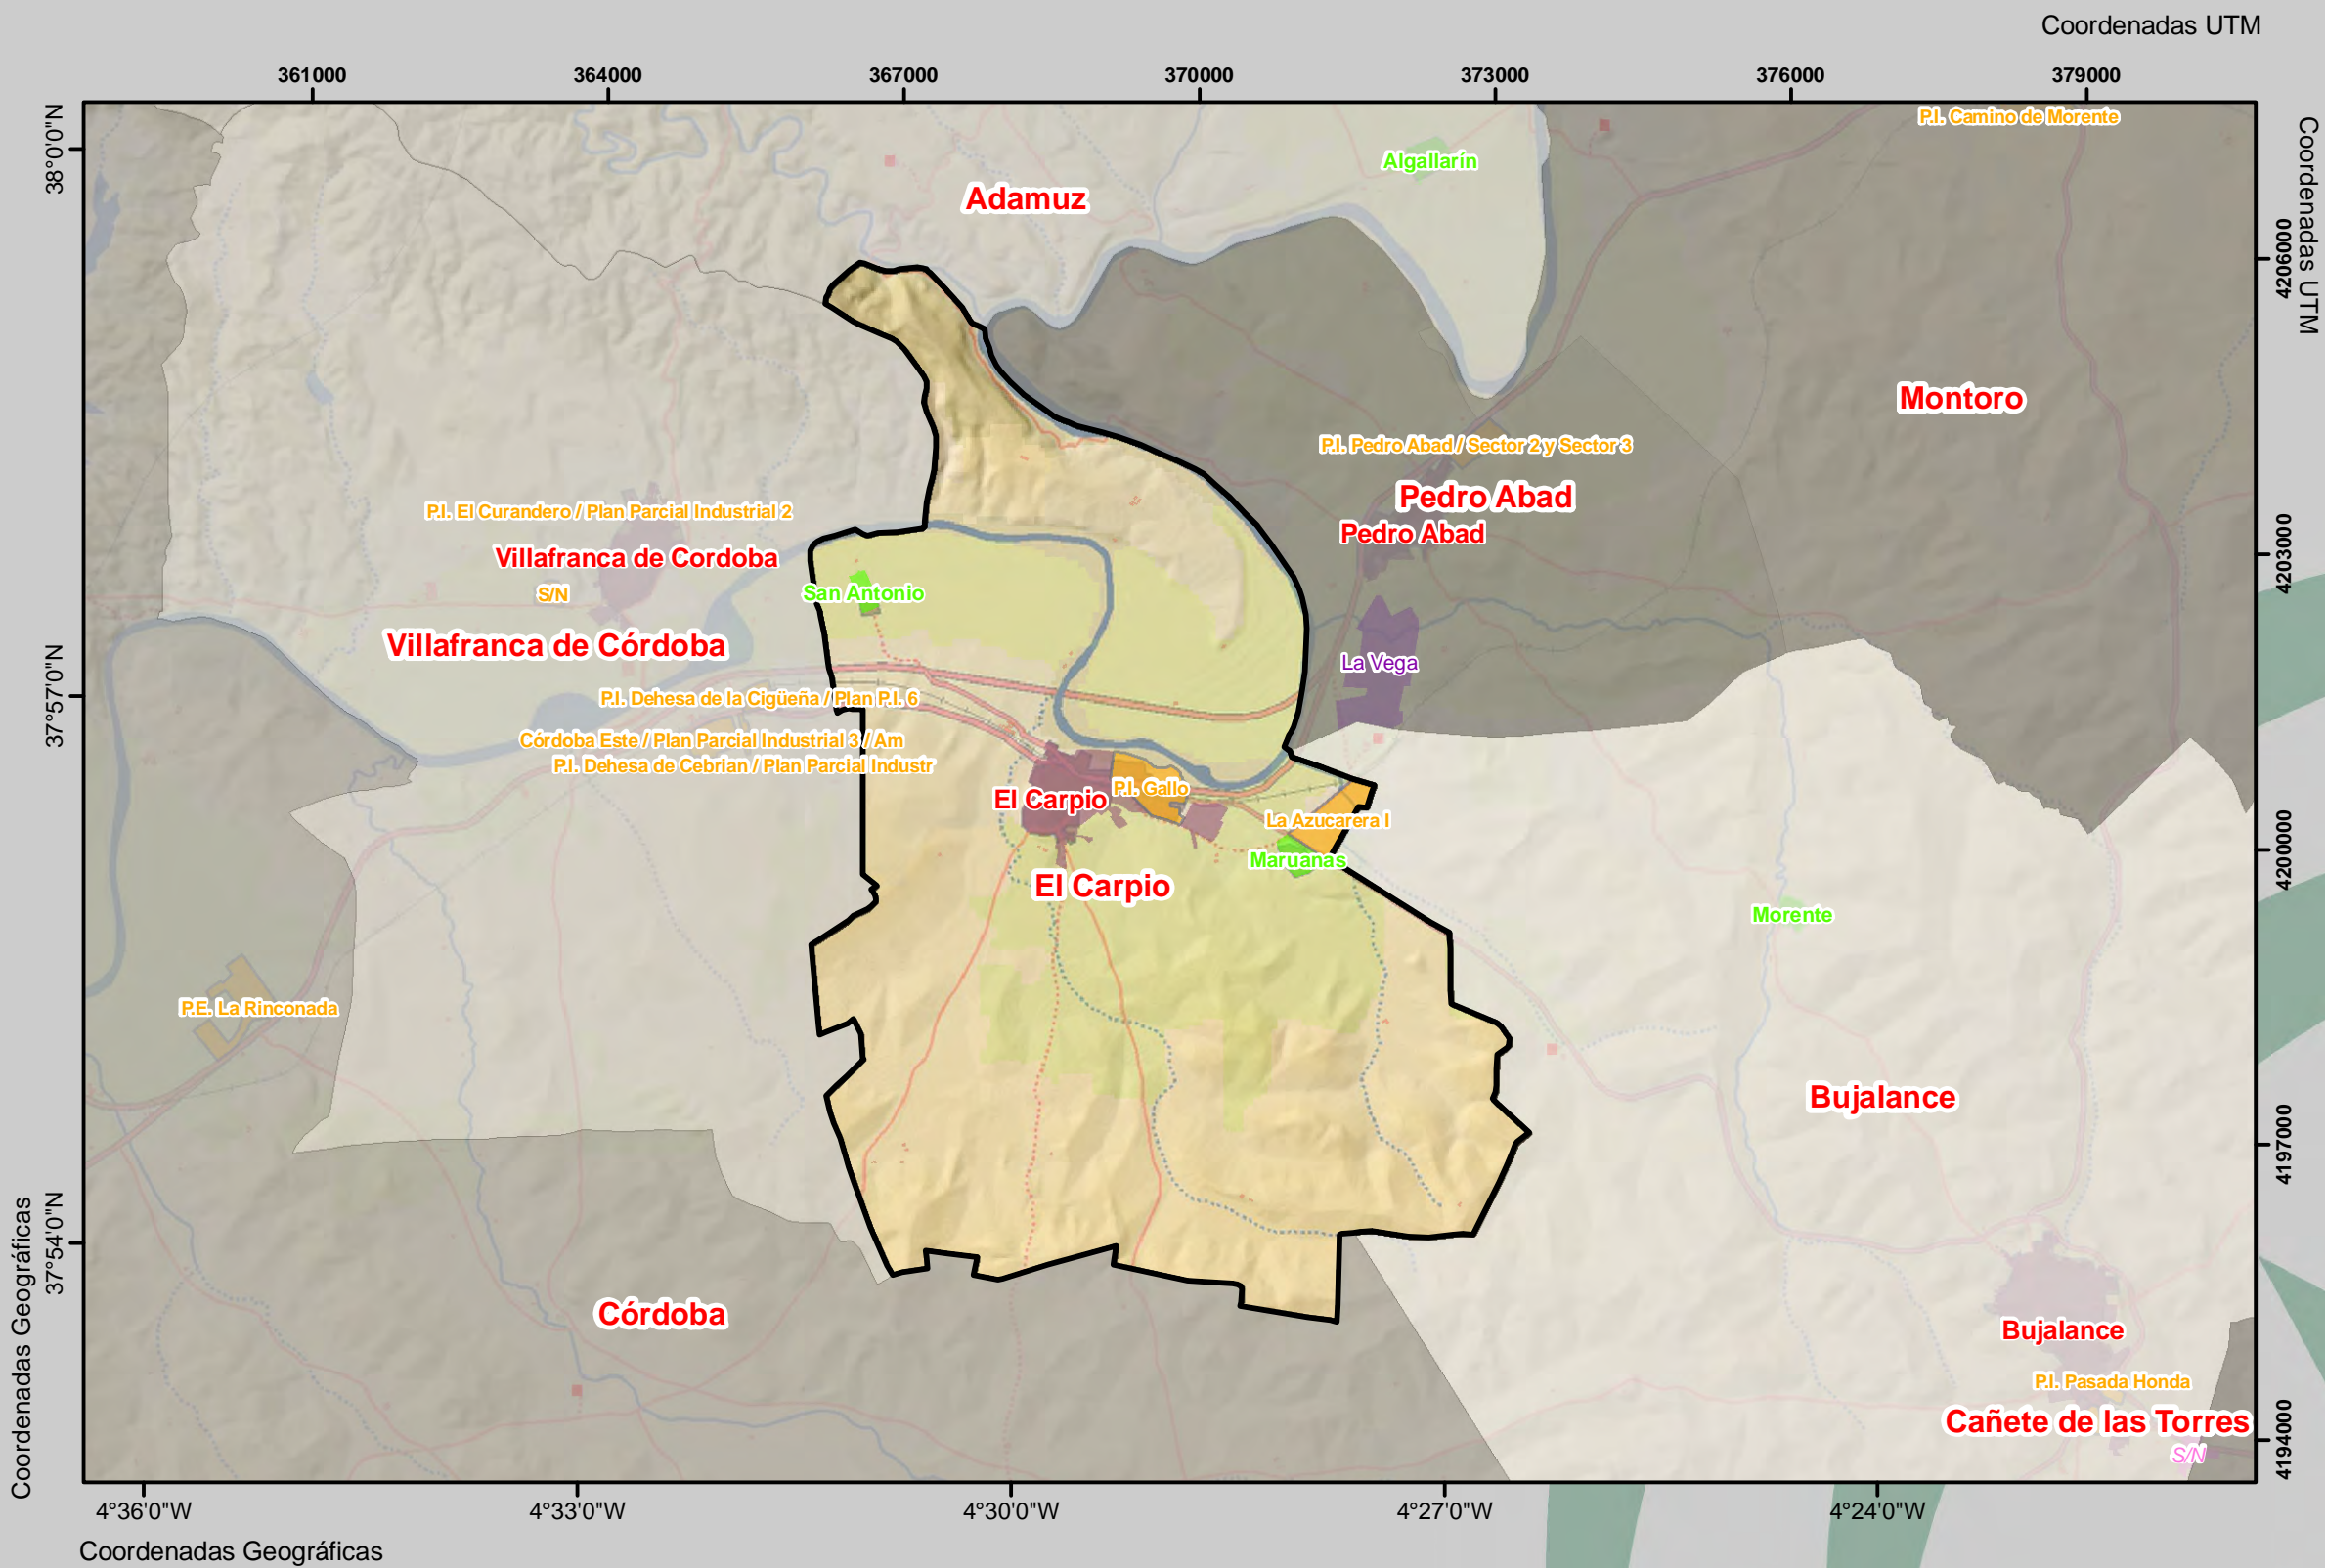 Coordenadas UTM
361000
364000
367000
370000
373000
376000
379000
38°0'0"N
P.I. Camino de Morente
Coordenadas UTM
Algallarín
Adamuz
4206000
Montoro
P.I. Pedro Abad / Sector 2 y Sector 3
Pedro Abad
P.I. El Curandero / Plan Parcial Industrial 2
Pedro Abad
4203000
Villafranca de Cordoba
S/N
San Antonio
Villafranca de Córdoba
La Vega
37°57'0"N
P.I. Dehesa de la Cigüeña / Plan P.I. 6
Córdoba Este / Plan Parcial Industrial 3 / Am
P.I. Dehesa de Cebrian / Plan Parcial Industr
P.I. Gallo
El Carpio
La Azucarera I
4200000
Maruanas
El Carpio
Morente
P.E. La Rinconada
Bujalance
4197000
37°54'0"N
Coordenadas Geográficas
Córdoba
Bujalance
P.I. Pasada Honda
Cañete de las Torres
4194000
S/N
4°36'0"W
4°33'0"W
4°30'0"W
4°27'0"W
4°24'0"W
Coordenadas Geográficas